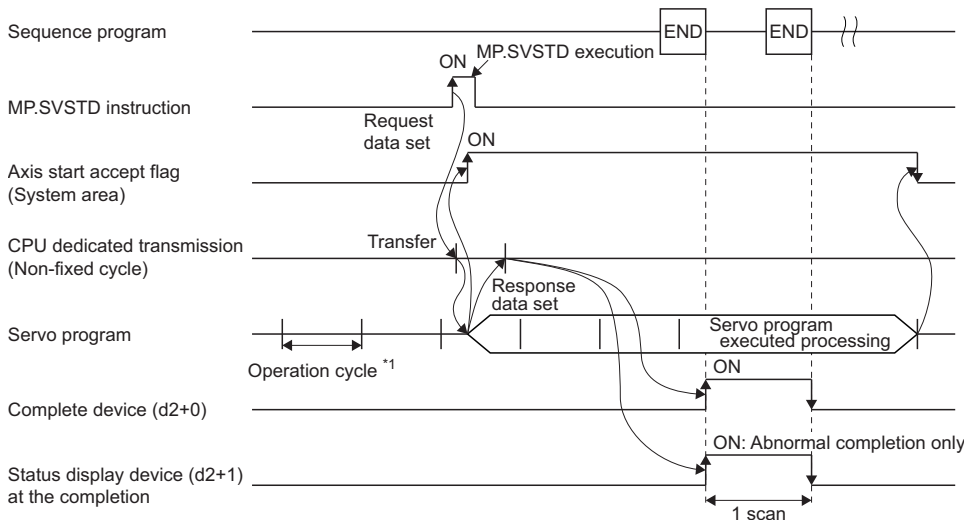 Sequence program
END
END
MP.SVSTD instruction
ON
MP.SVSTD execution
Request
data set
Axis start accept flag
(System area)
ON
CPU dedicated transmission
(Non-fixed cycle)
Transfer
Response
data set
Servo program
Servo program
executed processing
Operation cycle *1
Complete device (d2+0)
ON
Status display device (d2+1)
at the completion
ON: Abnormal completion only
1 scan